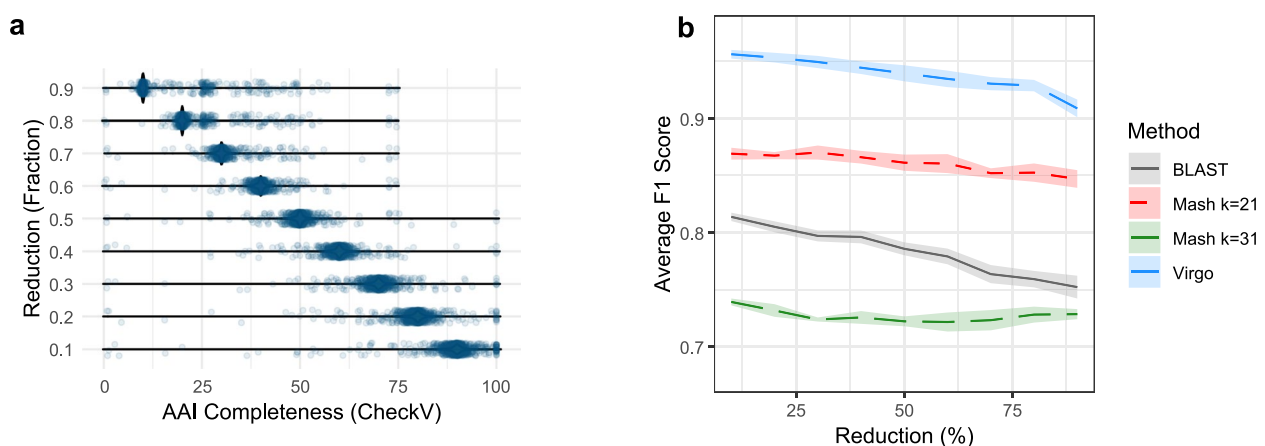 a
Reduction (Fraction)
0.9
0.8
0.7
0.6
0.5
0.4
0.3
0.2
0.1
0
25
50
75
100
AAI Completeness (CheckV)
b
Average F1 Score
0.9
0.8
0.7
25
50
75
Reduction (%)
Method
BLAST
Mash k=21
Mash k=31
Virgo